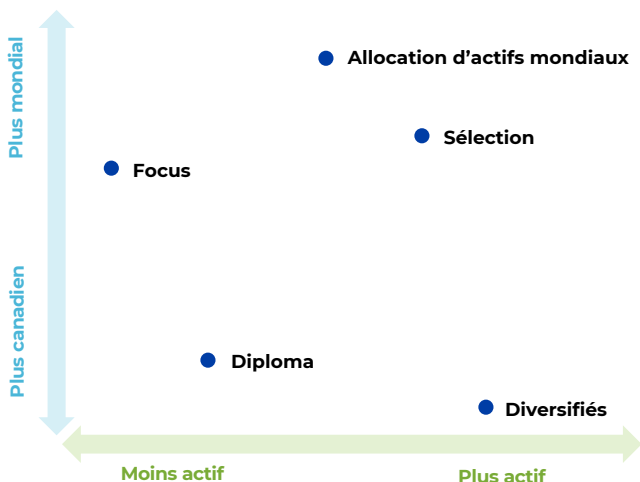 Plus mondial
Allocation d’actifs mondiaux
Sélection
Focus
Plus canadien
Diploma
Diversifiés
Moins actif
Plus actif